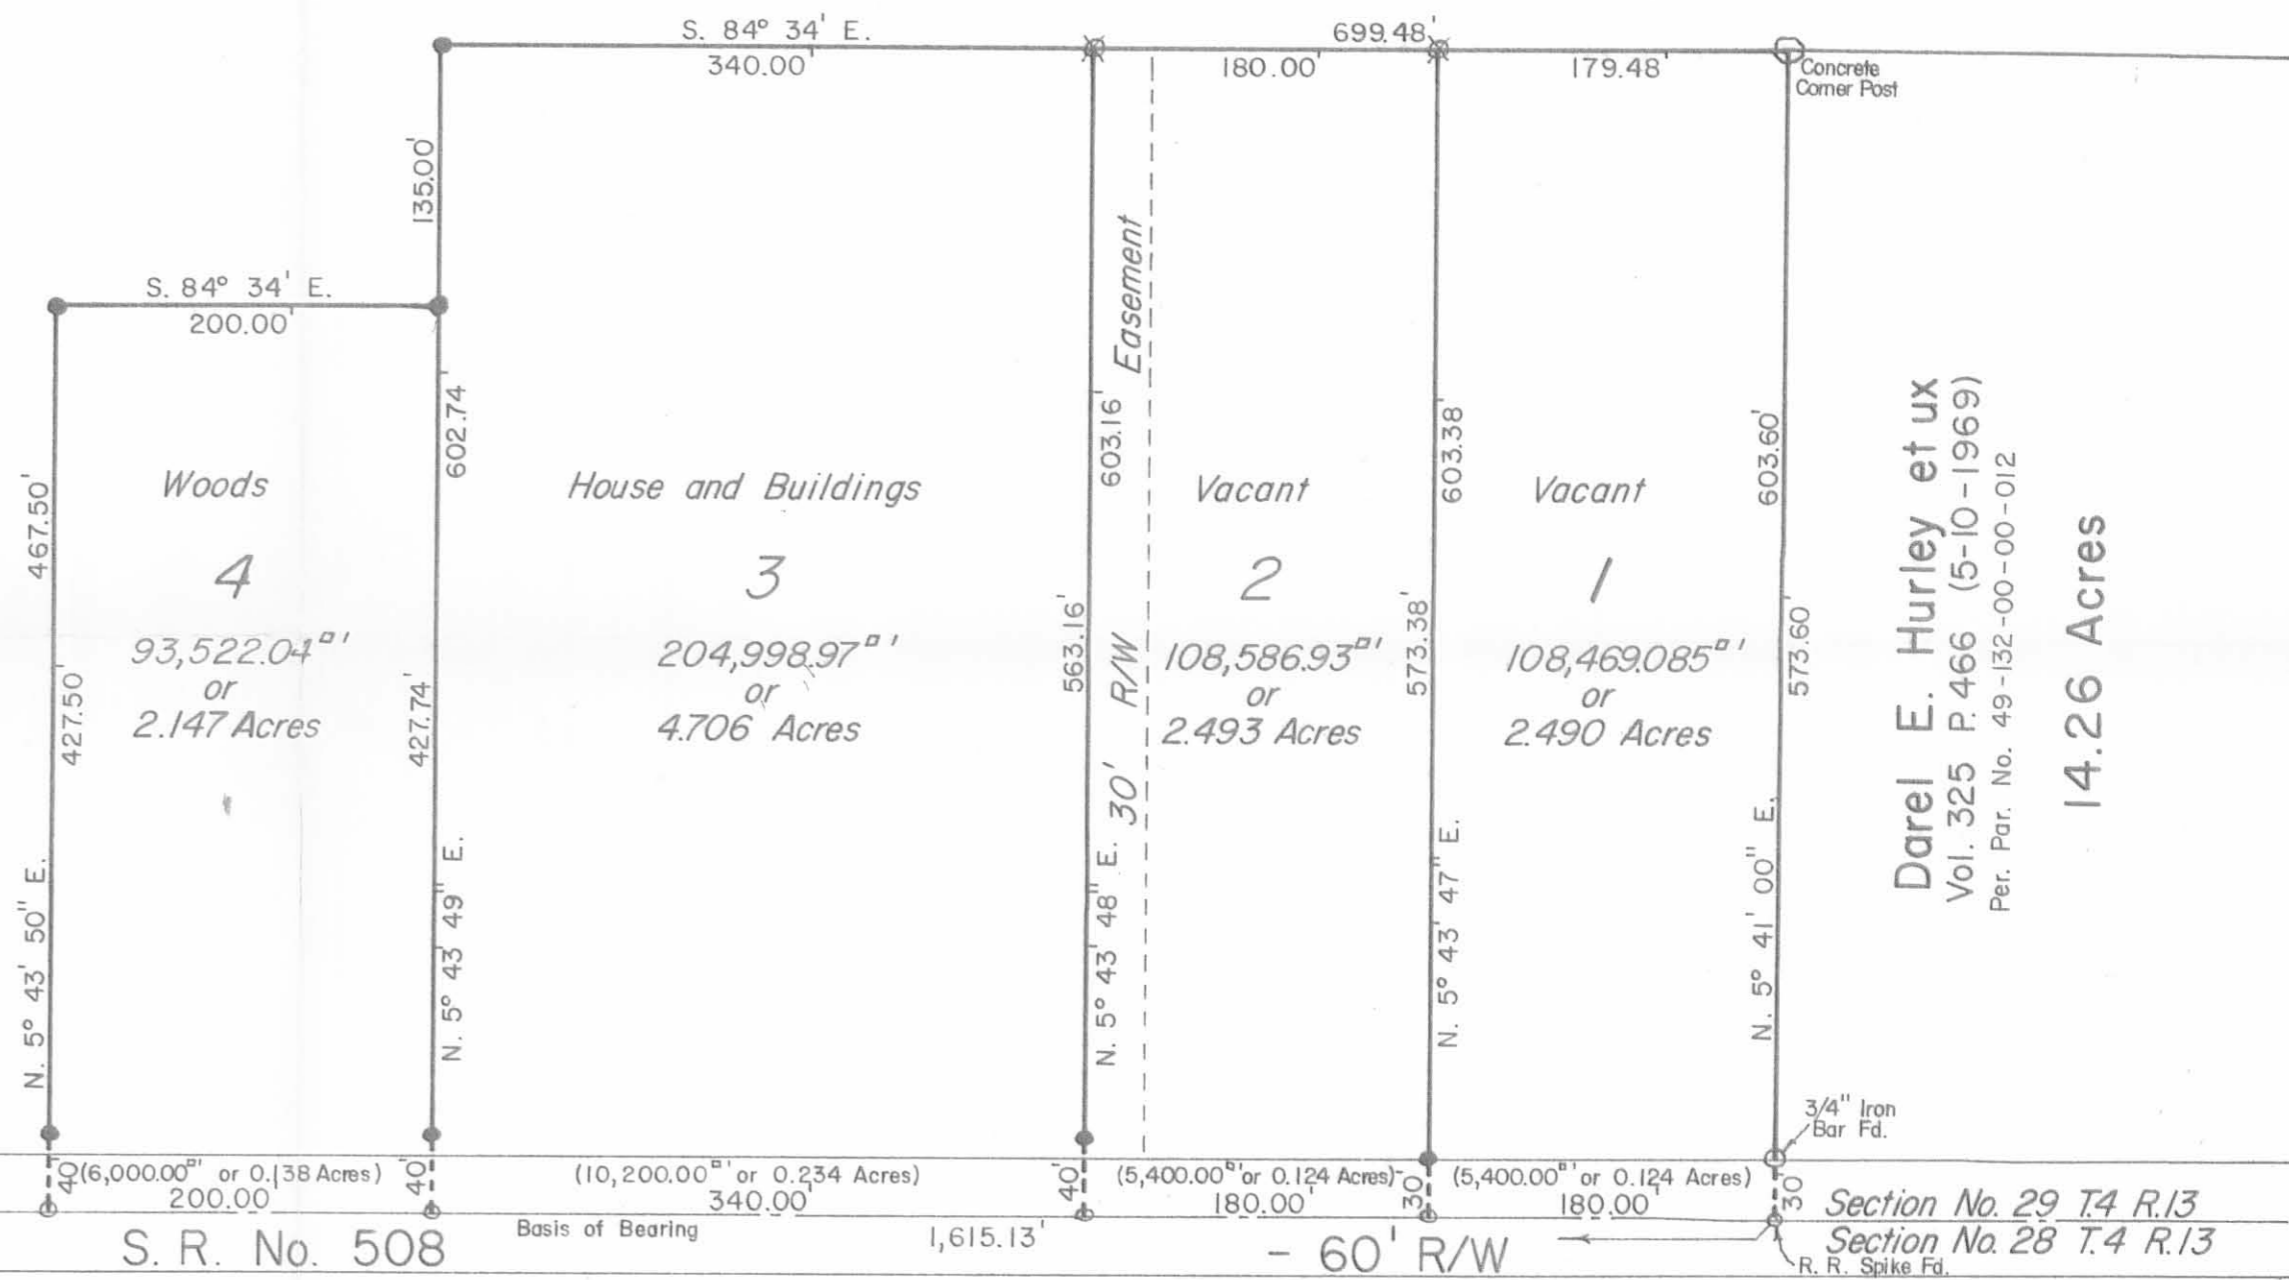 S. 84° 34' E.
699.48'
340.00'
180.00'
179.48'
Concrete
Corner Post
135.00'
S. 84° 34' E.
200.00'
Easement
30' R/W
467.50'
427.50'
N. 5° 43' 50" E.
602.74'
427.74'
N. 5° 43' 49" E.
603.16'
563.16'
N. 5° 43' 48" E.
603.38'
573.38'
N. 5° 43' 47" E.
603.60'
573.60'
N. 5° 41' 00" E.
Woods
4
93,522.04□'
or
2.147 Acres
House and Buildings
3
204,998.97□'
or
4.706 Acres
Vacant
2
108,586.93□'
or
2.493 Acres
Vacant
1
108,469.085□'
or
2.490 Acres
Darel E. Hurley et ux
Vol. 325 P. 466 (5-10-1969)
Per. Par. No. 49-132-00-00-012
14.26 Acres
3/4" Iron
Bar Fd.
40'
(6,000.00□' or 0.138 Acres)
200.00'
40'
(10,200.00□' or 0.234 Acres)
340.00'
40'
(5,400.00□' or 0.124 Acres)
180.00'
30'
(5,400.00□' or 0.124 Acres)
180.00'
30'
Section No. 29 T.4 R.13
Section No. 28 T.4 R.13
Basis of Bearing
1,615.13'
S. R. No. 508
- 60' R/W
R. R. Spike Fd.